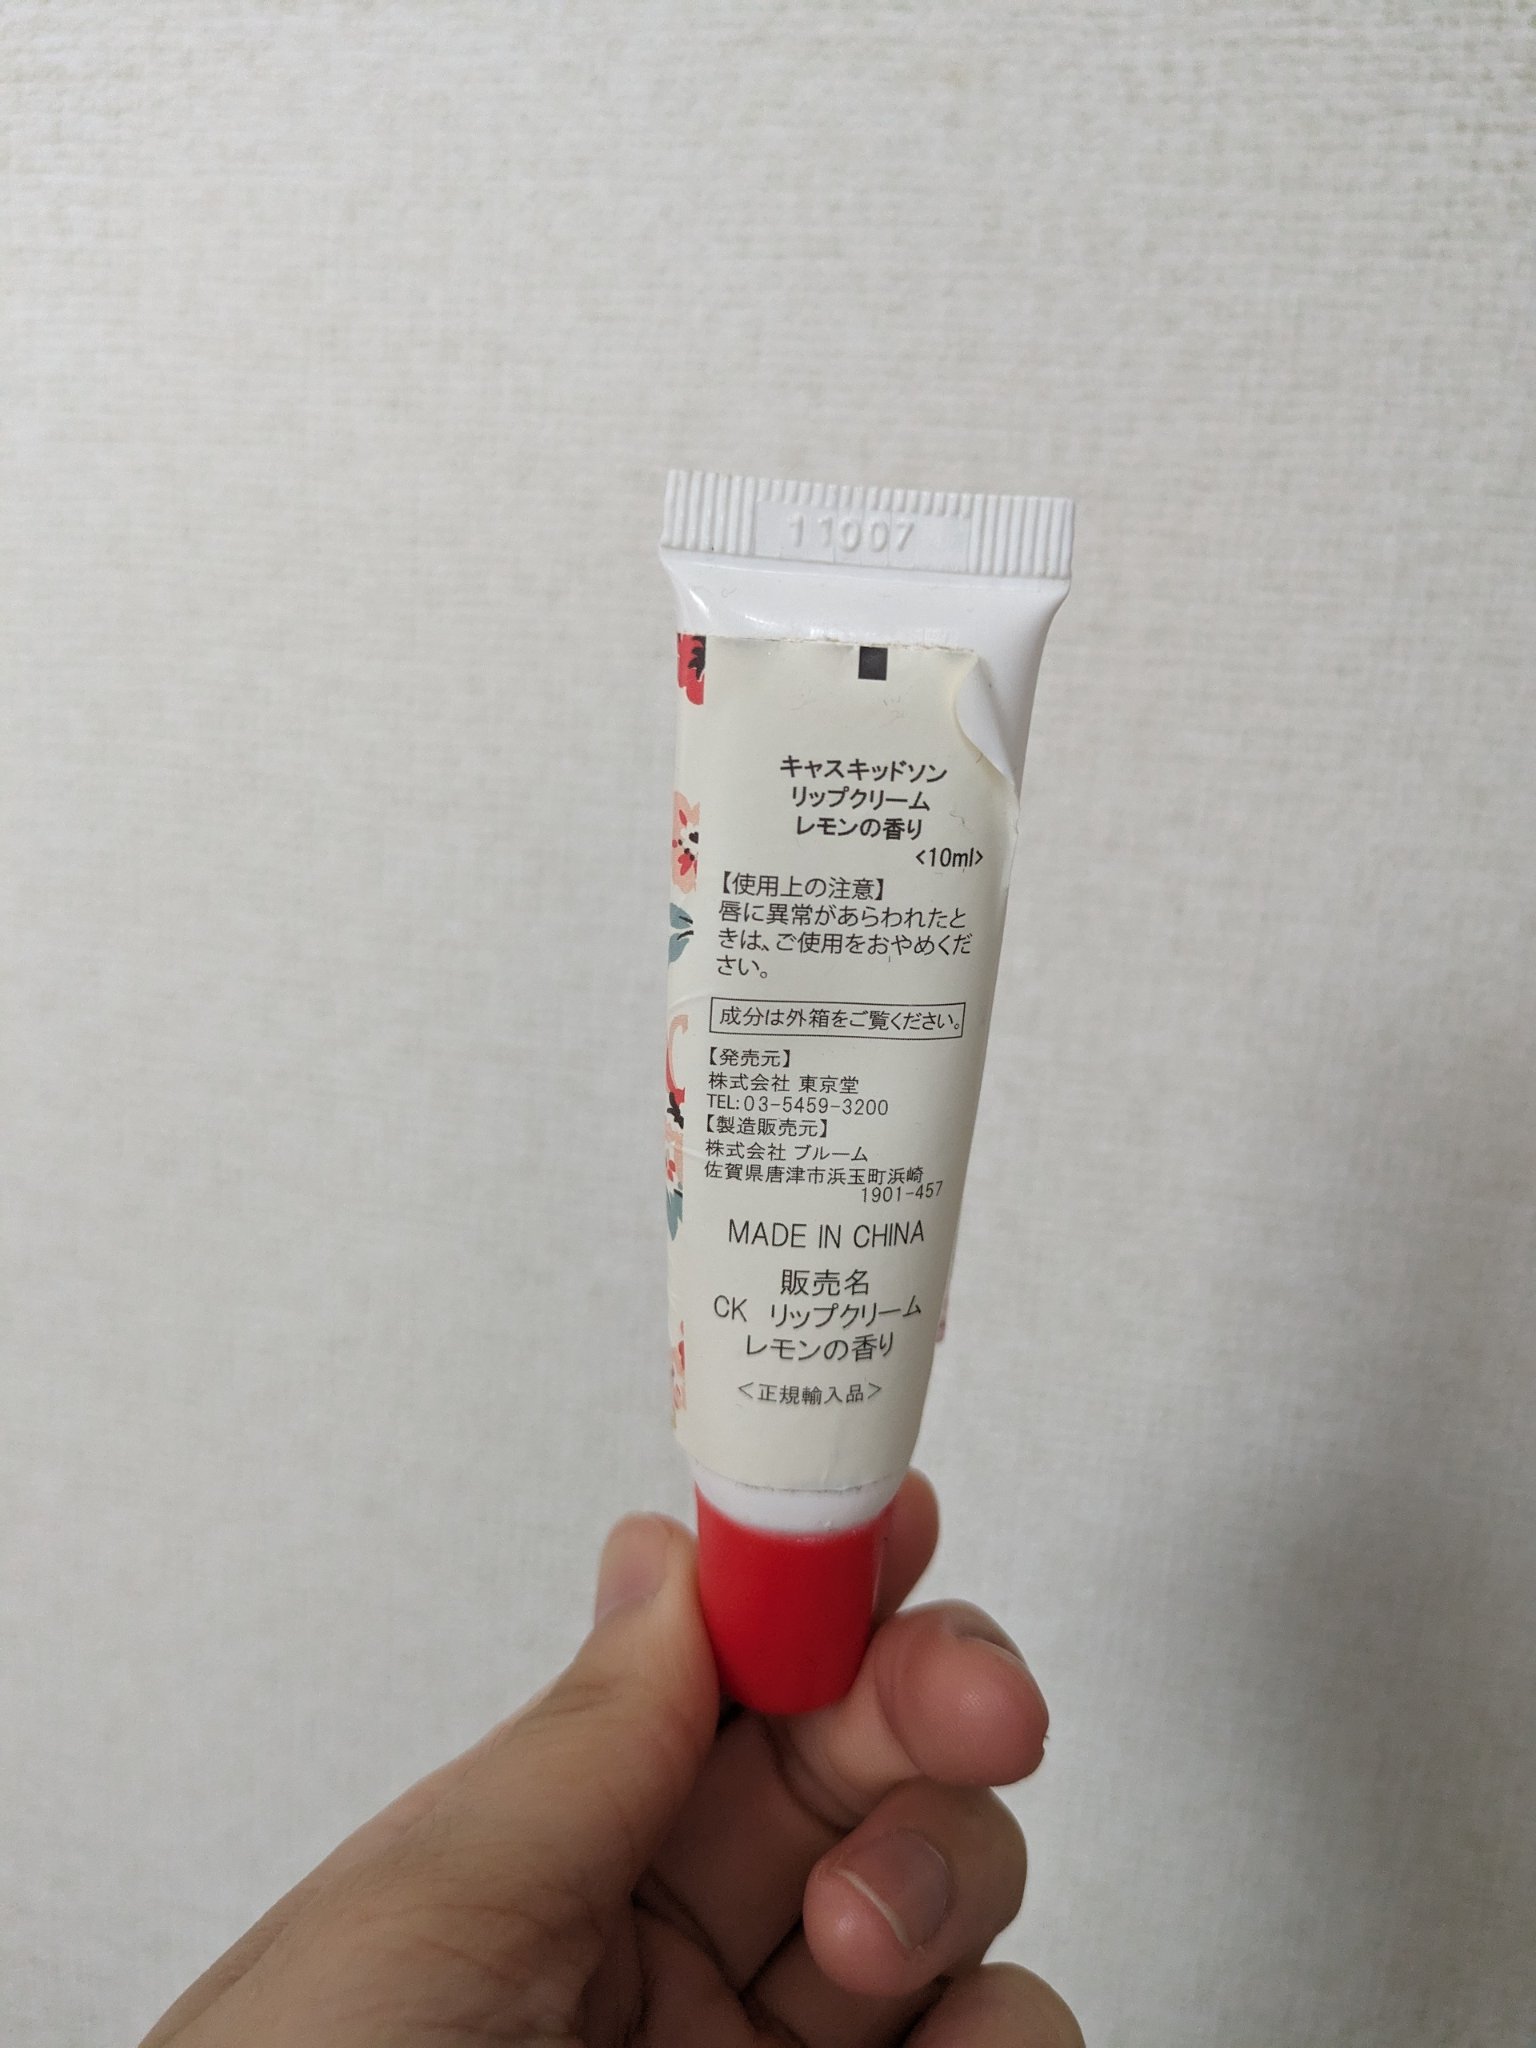 11007
キャスキッドソン
リップクリーム
レモンの香り
<10ml>
【使用上の注意】
唇に異常があらわれたと
きは、ご使用をおやめくだ
さい。
成分は外箱をご覧ください。
【発売元】
株式会社 東京堂
TEL:03-5459-3200
【製造販売元】
株式会社 ブルーム
佐賀県唐津市浜玉町浜崎
1901-457
MADE IN CHINA
販売名
CK リップクリーム
レモンの香り
<正規輸入品>